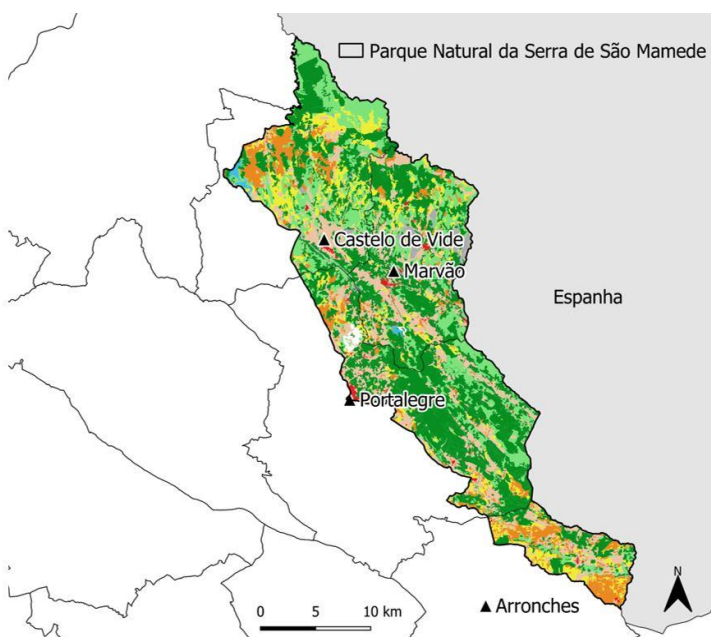 Parque Natural da Serra de São Mamede
Castelo de Vide
Marvão
Espanha
Portalegre
N
0 5 10 km
Arronches